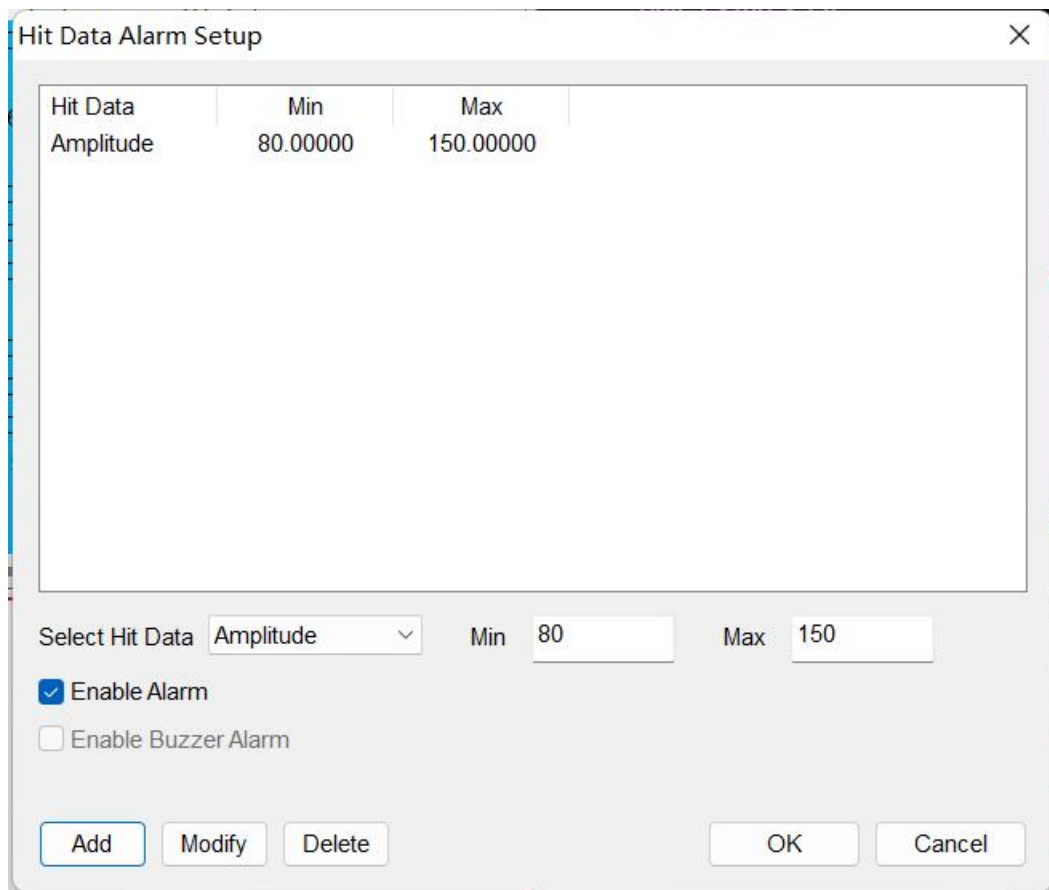 Hit Data Alarm Setup
Hit Data Min Max
Amplitude 80.00000 150.00000
Select Hit Data Amplitude Min 80 Max 150
Enable Alarm
Enable Buzzer Alarm
Add Modify Delete OK Cancel